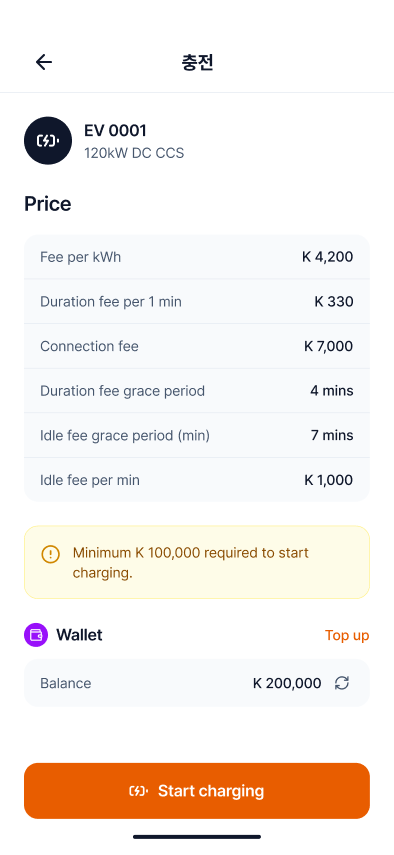 충전
EV 0001
120kW DC CCS
Price
Fee per kWh K 4,200
Duration fee per 1 min K 330
Connection fee K 7,000
Duration fee grace period 4 mins
Idle fee grace period (min) 7 mins
Idle fee per min K 1,000
Minimum K 100,000 required to start
charging.
Wallet Top up
Balance K 200,000
Start charging